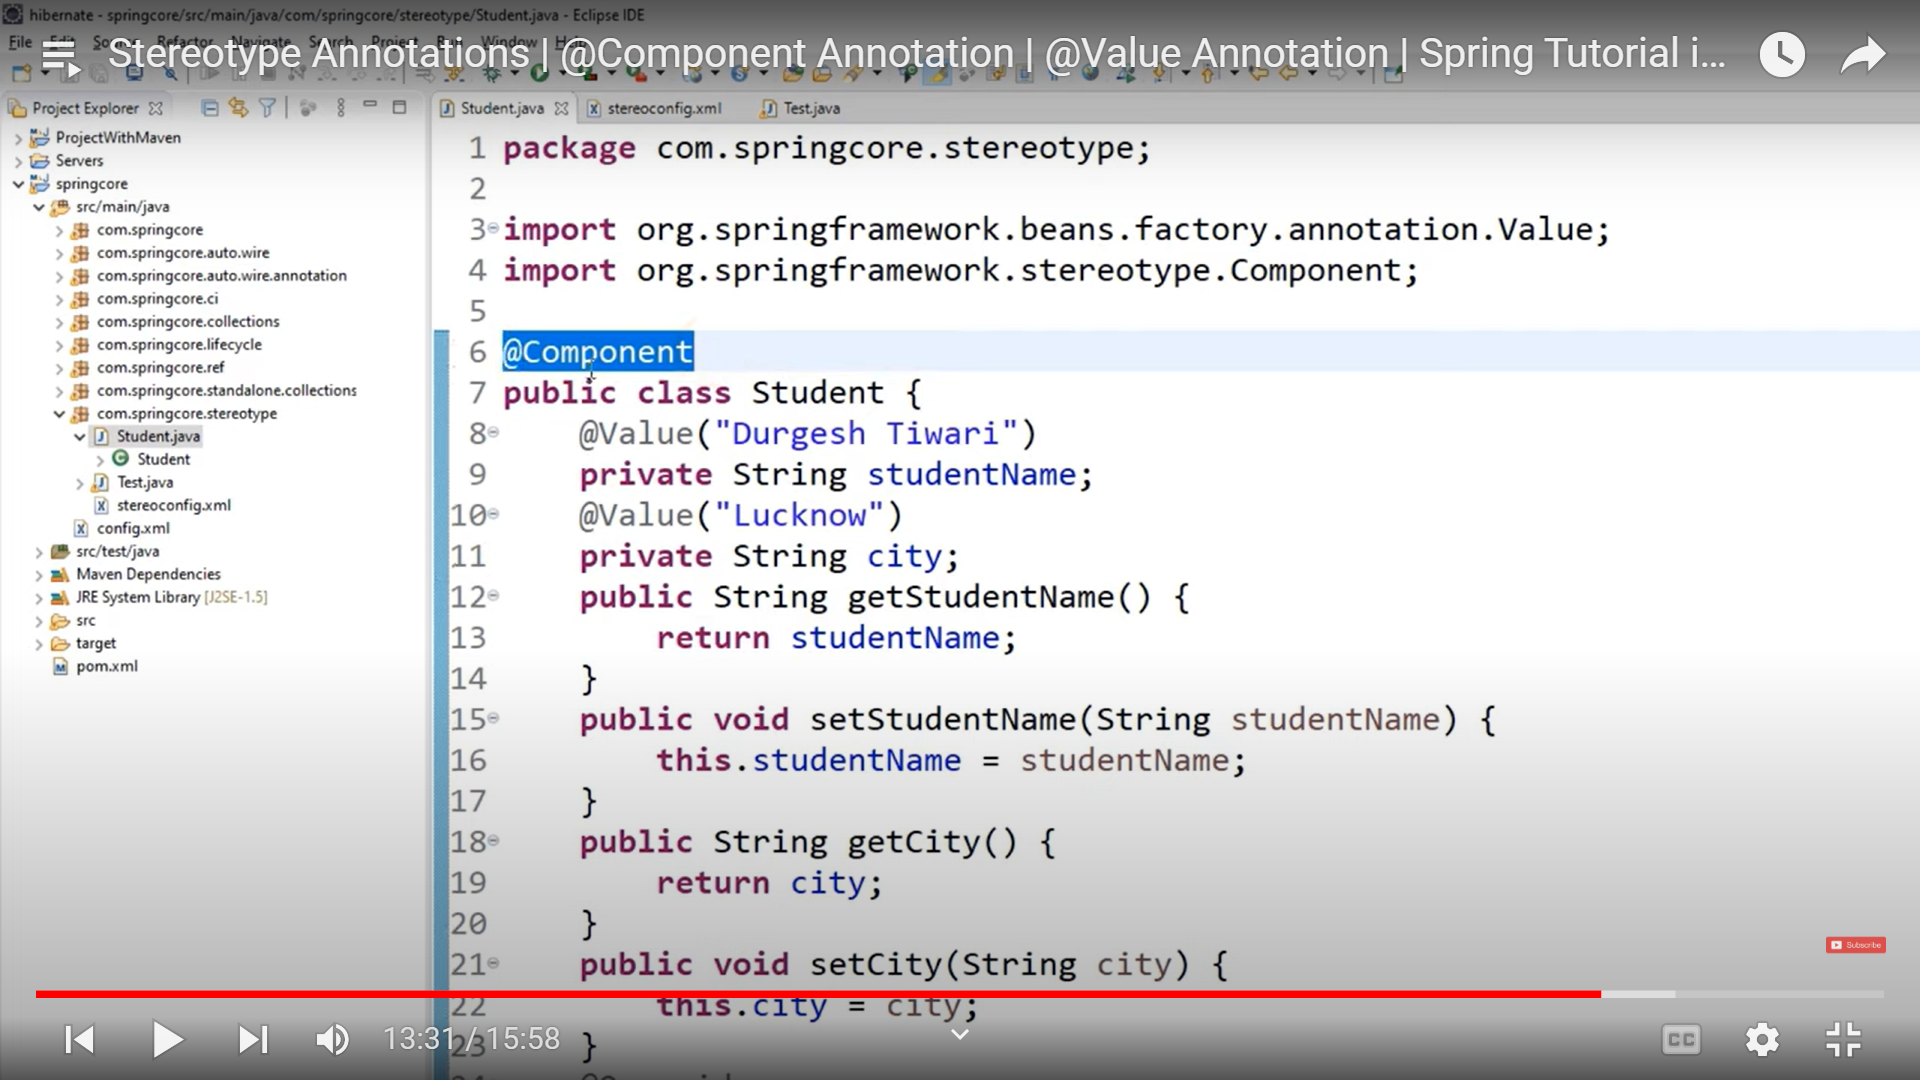 hibernate - springcore/src/main/java/com/springcore/stereotype/Student.java - Eclipse IDE
File Edit Source Refactor Navigate Search Project Run Window Help
Stereotype Annotations | @Component Annotation | @Value Annotation | Spring Tutorial i...
Project Explorer
ProjectWithMaven
Servers
springcore
src/main/java
com.springcore
com.springcore.auto.wire
com.springcore.auto.wire.annotation
com.springcore.ci
com.springcore.collections
com.springcore.lifecycle
com.springcore.ref
com.springcore.standalone.collections
com.springcore.stereotype
Student.java
Student
Test.java
stereoconfig.xml
config.xml
src/test/java
Maven Dependencies
JRE System Library [J2SE-1.5]
src
target
pom.xml
Student.java stereoconfig.xml Test.java
1 package com.springcore.stereotype;
2
3 import org.springframework.beans.factory.annotation.Value;
4 import org.springframework.stereotype.Component;
5
6 @Component
7 public class Student {
8 @Value("Durgesh Tiwari")
9 private String studentName;
10 @Value("Lucknow")
11 private String city;
12 public String getStudentName() {
13 return studentName;
14 }
15 public void setStudentName(String studentName) {
16 this.studentName = studentName;
17 }
18 public String getCity() {
19 return city;
20 }
21 public void setCity(String city) {
22 this.city = city;
23 }
Subscribe
13:31 / 15:58
CC